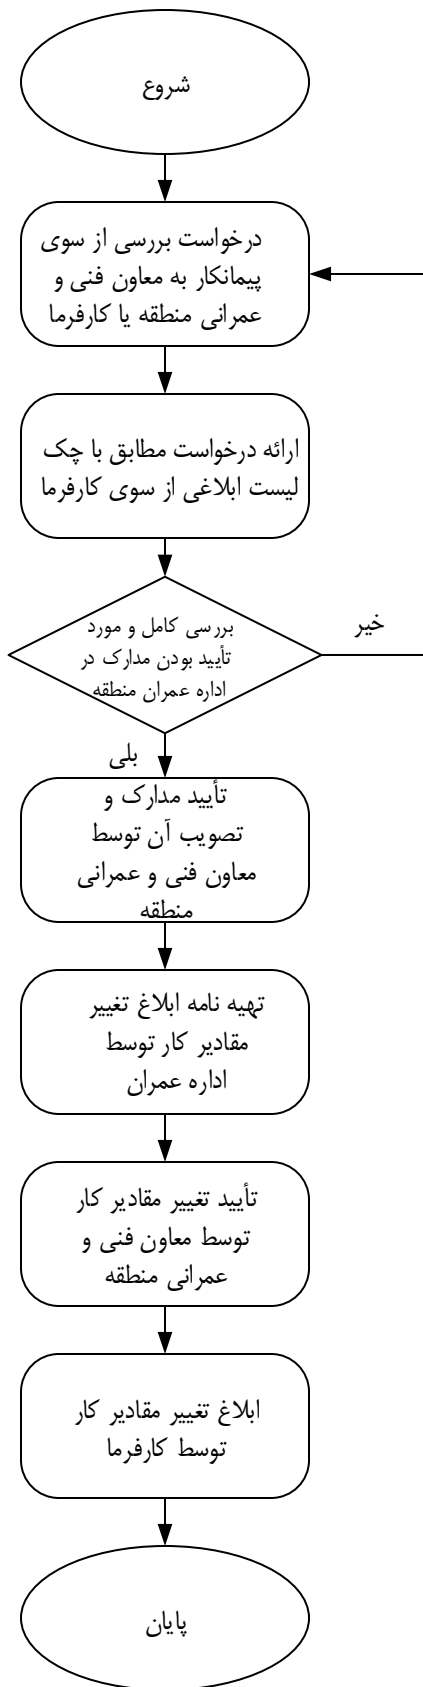 شروع
درخواست بررسی از سوی
پیمانکار به معاون فنی و
عمرانی منطقه یا کارفرما
ارائه درخواست مطابق با چک
لیست ابلاغی از سوی کارفرما
بررسی کامل و مورد
تأیید بودن مدارک در
اداره عمران منطقه
خیر
بلی
تأیید مدارک و
تصویب آن توسط
معاون فنی و عمرانی
منطقه
تهیه نامه ابلاغ تغییر
مقادیر کار توسط
اداره عمران
تأیید تغییر مقادیر کار
توسط معاون فنی و
عمرانی منطقه
ابلاغ تغییر مقادیر کار
توسط کارفرما
پایان